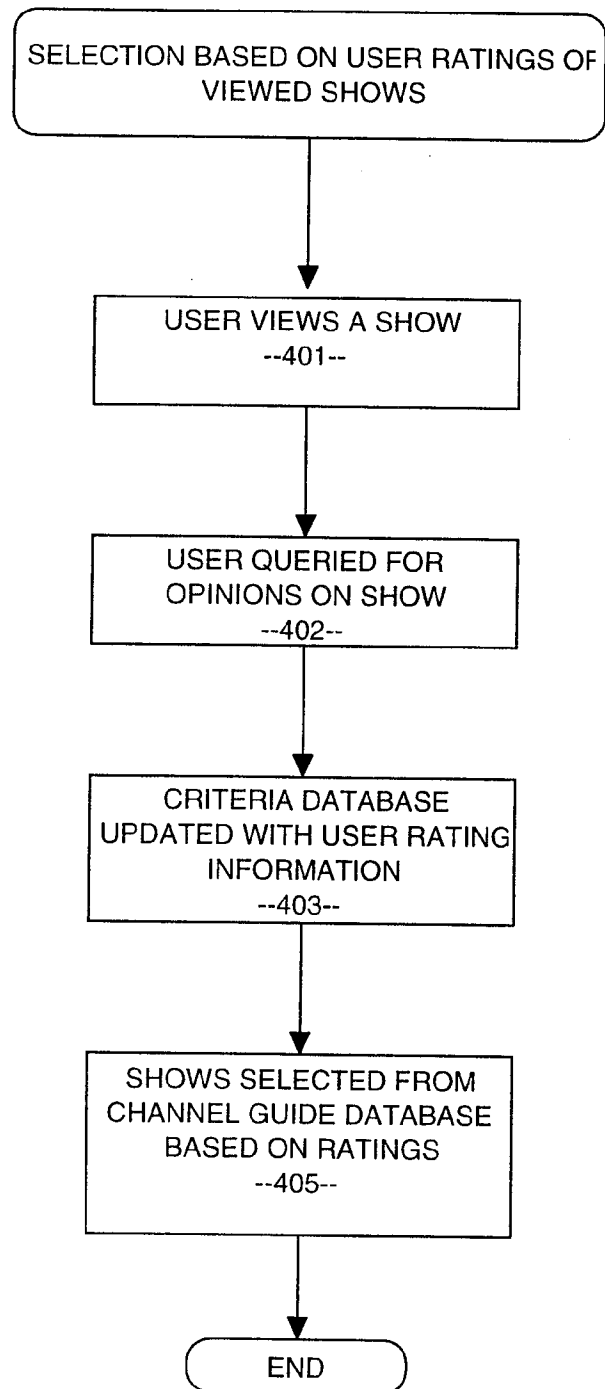 SELECTION BASED ON USER RATINGS OF
VIEWED SHOWS
USER VIEWS A SHOW
--401--
USER QUERIED FOR
OPINIONS ON SHOW
--402--
CRITERIA DATABASE
UPDATED WITH USER RATING
INFORMATION
--403--
SHOWS SELECTED FROM
CHANNEL GUIDE DATABASE
BASED ON RATINGS
--405--
END